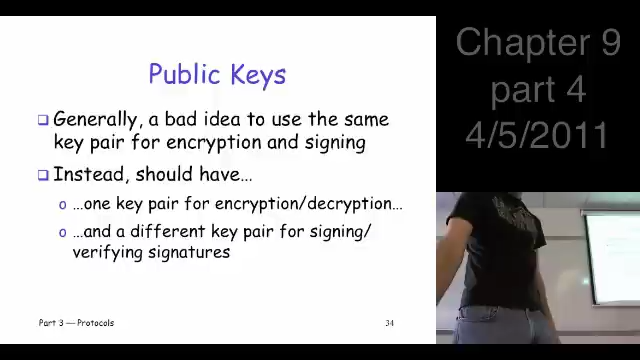 Public Keys
Generally, a bad idea to use the same
key pair for encryption and signing
Instead, should have…
…one key pair for encryption/decryption…
…and a different key pair for signing/
verifying signatures
Part 3 — Protocols
34
Chapter 9
part 4
4/5/2011